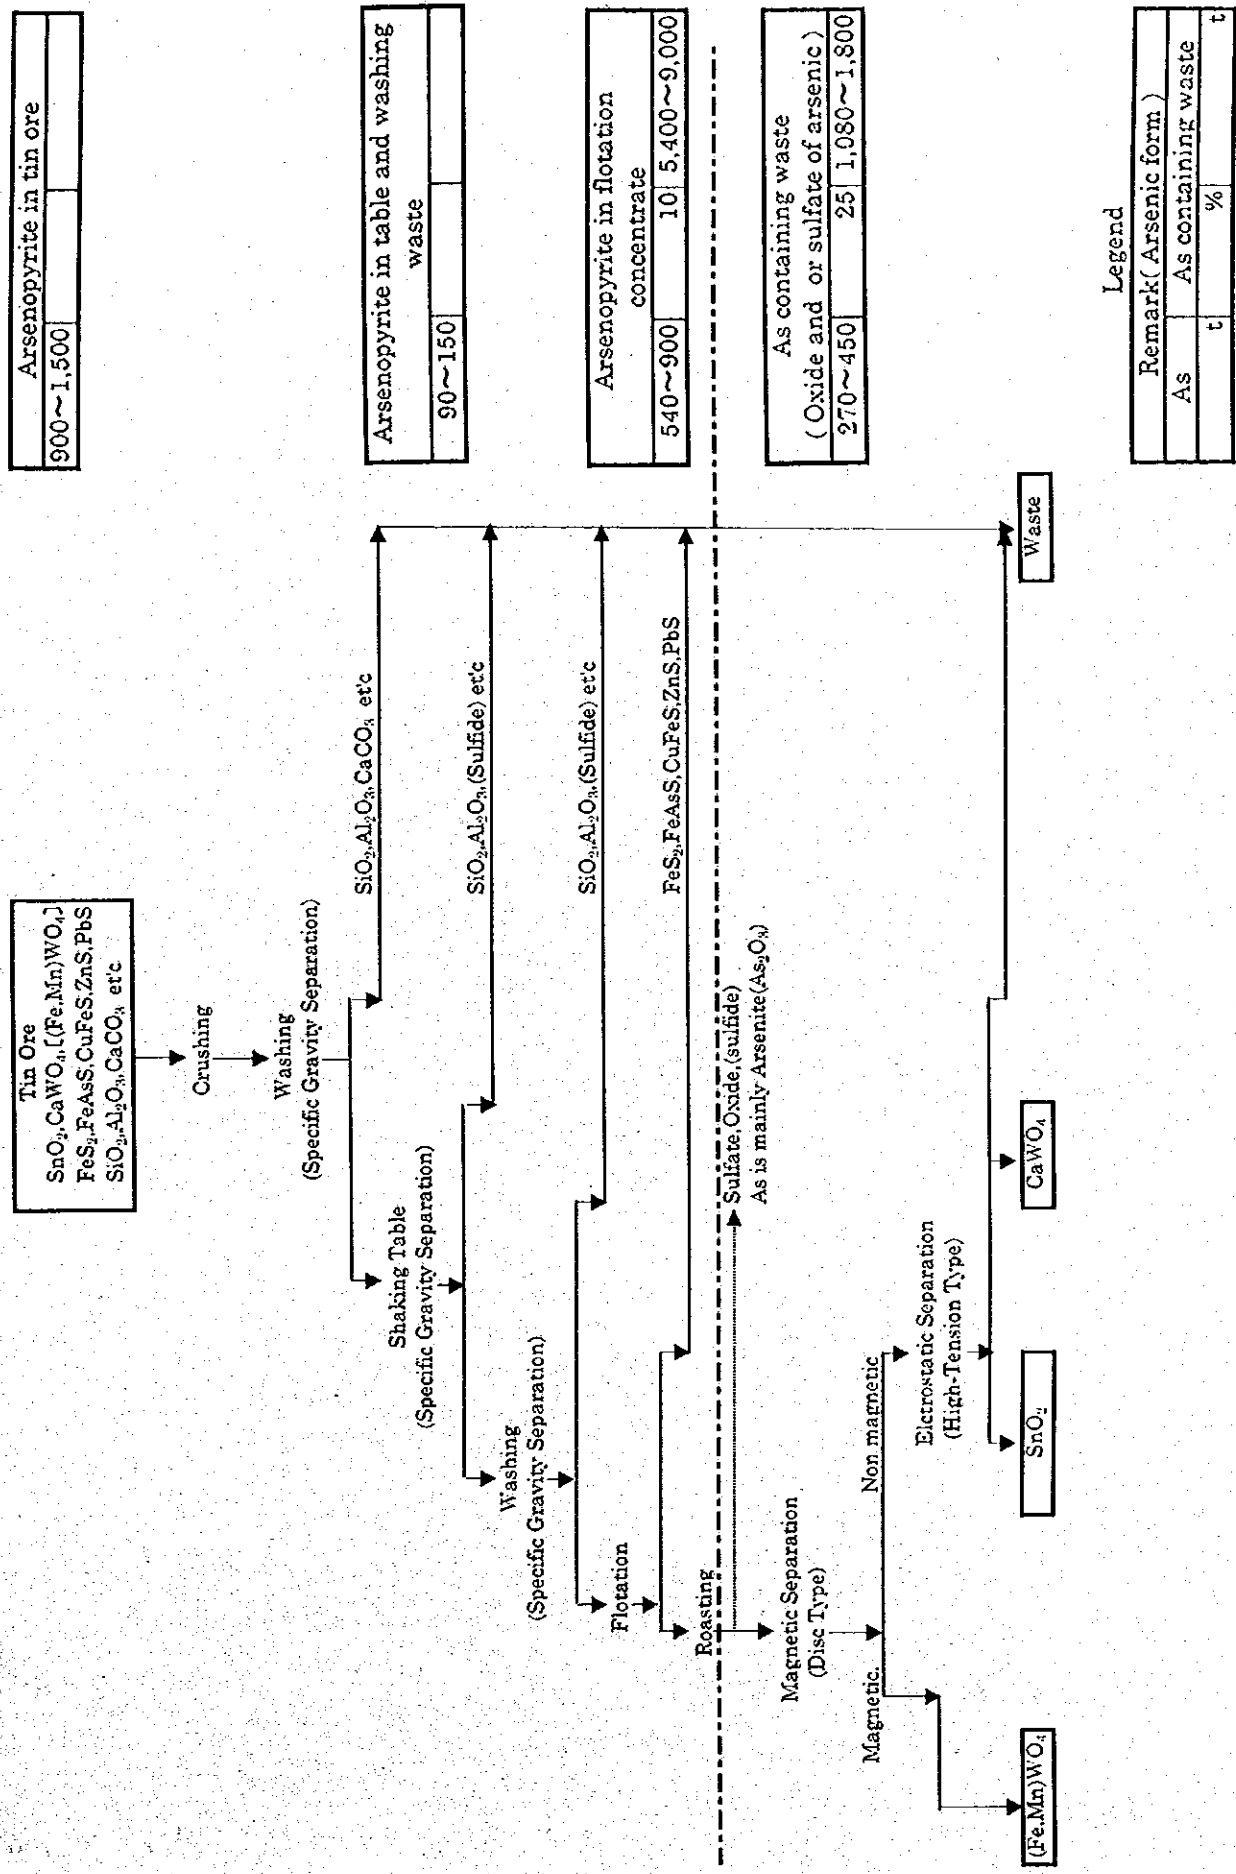 Tin Ore
SnO₂,CaWO₄,[(Fe,Mn)WO₄]
FeS₂,FeAsS,CuFeS,ZnS,PbS
SiO₂,Al₂O₃,CaCO₃ et'c
Crushing
Washing
(Specific Gravity Separation)
SiO₂,Al₂O₃,CaCO₃ et'c
Shaking Table
(Specific Gravity Separation)
SiO₂,Al₂O₃,(Sulfide) et'c
Washing
(Specific Gravity Separation)
SiO₂,Al₂O₃,(Sulfide) et'c
Flotation
FeS₂,FeAsS,CuFeS,ZnS,PbS
Roasting
Sulfate,Oxide,(sulfide)
As is mainly Arsenite(As₂O₃)
Magnetic Separation
(Disc Type)
Magnetic
Non magnetic
Elctrostatic Separation
(High-Tension Type)
(Fe,Mn)WO₄
SnO₂
CaWO₄
Waste
Arsenopyrite in tin ore
900~1,500
Arsenopyrite in table and washing
waste
90~150
Arsenopyrite in flotation
concentrate
540~900 10 5,400~9,000
As containing waste
(Oxide and or sulfate of arsenic)
270~450 25 1,080~1,800
Legend
Remark(Arsenic form)
As As containing waste
t % t